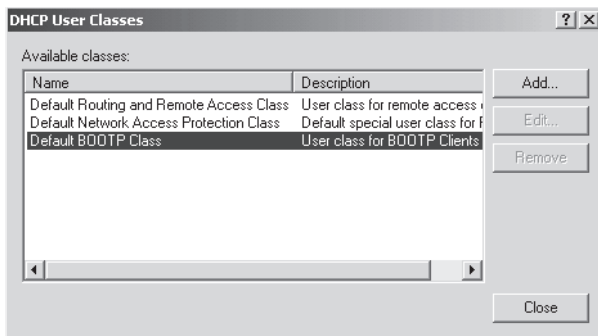 DHCP User Classes
Available classes:
Name Description
Default Routing and Remote Access Class User class for remote access
Default Network Access Protection Class Default special user class for
Default BOOTP Class User class for BOOTP Clients
Add...
Edit...
Remove
Close